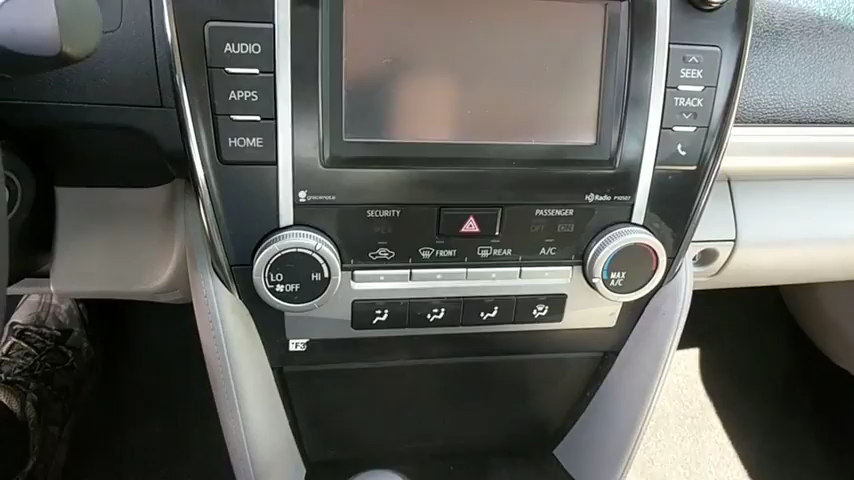 AUDIO
APPS
HOME
SEEK
TRACK
gracenote
HD Radio
SECURITY
PASSENGER
OFF ON
FRONT
REAR
A/C
LO HI
OFF
MAX
A/C